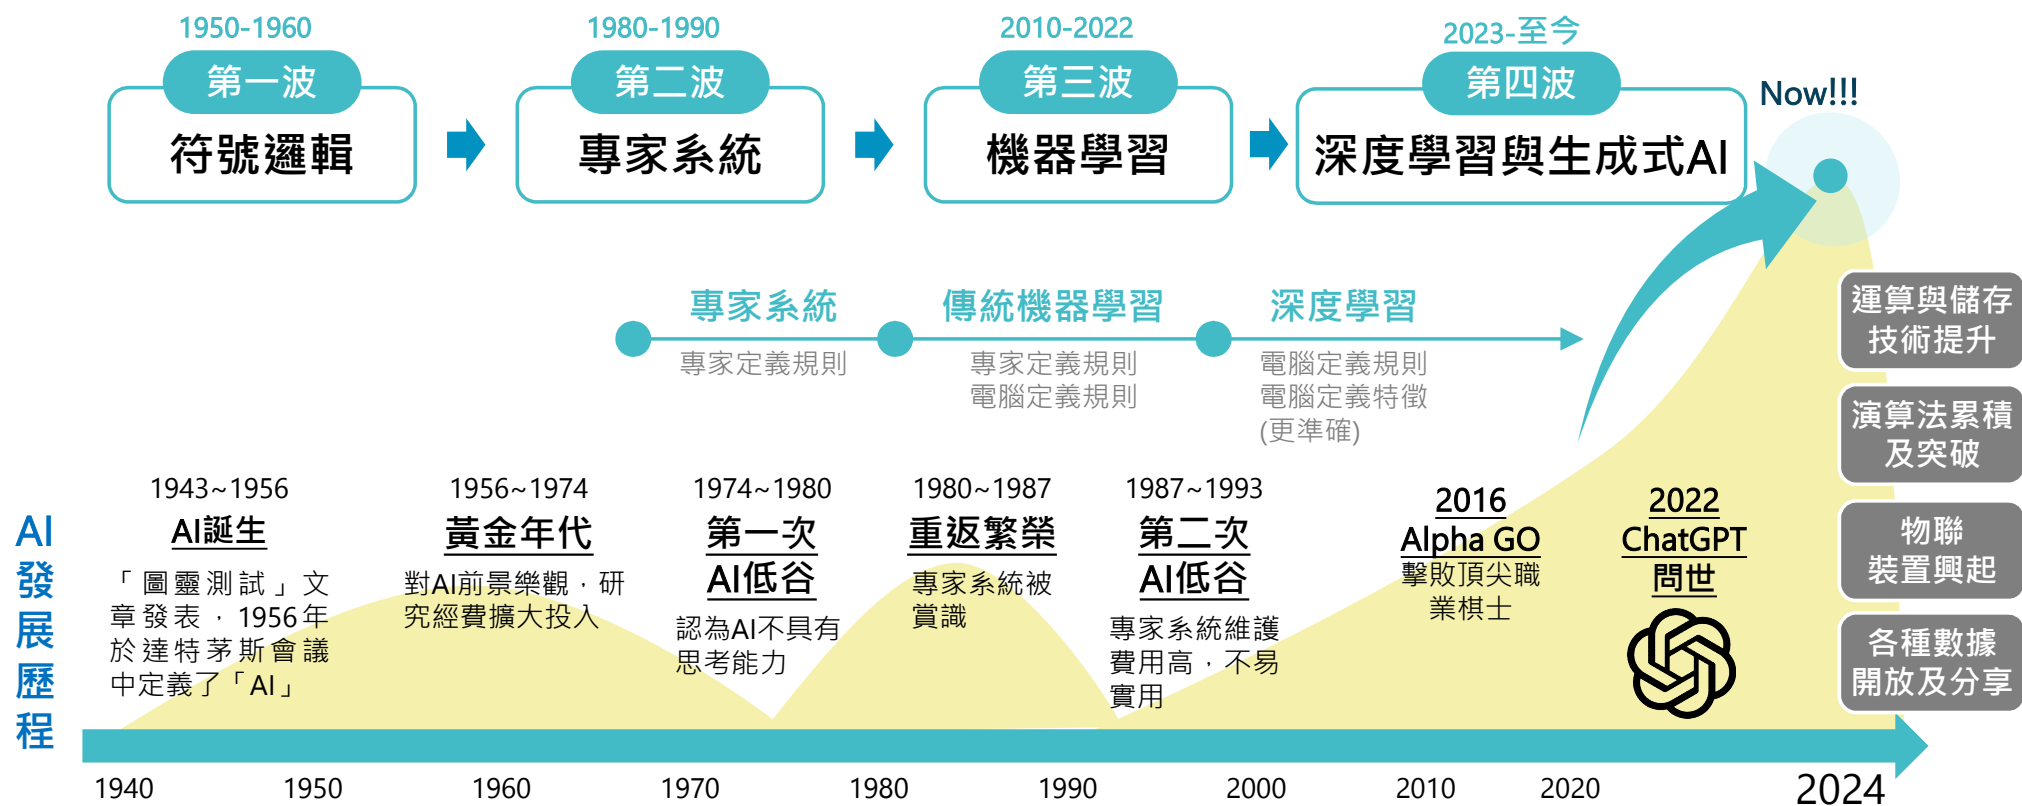 1950-1960
第一波
符號邏輯
1980-1990
第二波
專家系統
2010-2022
第三波
機器學習
2023-至今
第四波
深度學習與生成式AI
Now!!!
專家系統
專家定義規則
傳統機器學習
專家定義規則
電腦定義規則
深度學習
電腦定義規則
電腦定義特徵
(更準確)
運算與儲存
技術提升
演算法累積
及突破
物聯
裝置興起
各種數據
開放及分享
AI
發
展
歷
程
1943~1956
AI誕生
「圖靈測試」文
章發表，1956年
於達特茅斯會議
中定義了「AI」
1956~1974
黃金年代
對AI前景樂觀，研
究經費擴大投入
1974~1980
第一次
AI低谷
認為AI不具有
思考能力
1980~1987
重返繁榮
專家系統被
賞識
1987~1993
第二次
AI低谷
專家系統維護
費用高，不易
實用
2016
Alpha GO
擊敗頂尖職
業棋士
2022
ChatGPT
問世
1940
1950
1960
1970
1980
1990
2000
2010
2020
2024